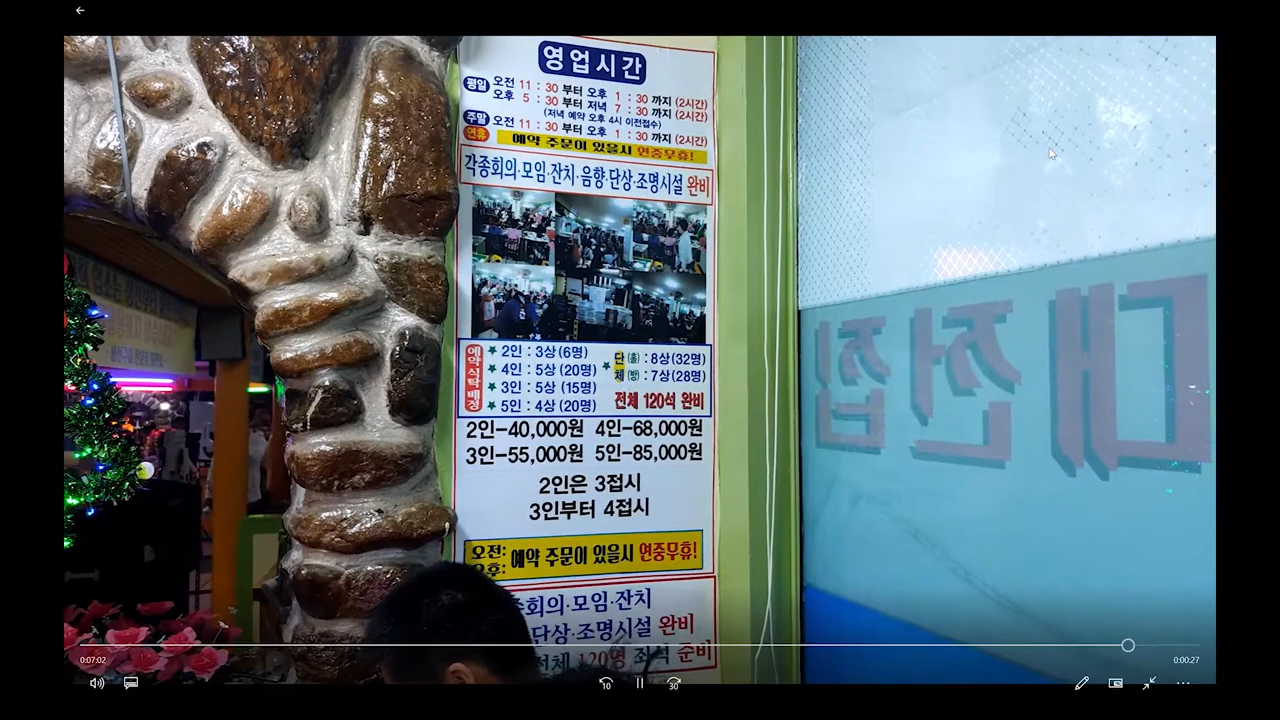 영업시간
평일 오전 11 : 30 부터 오후 1 : 30 까지 (2시간)
오후 5 : 30 부터 저녁 7 : 30 까지 (2시간)
(저녁 예약 오후 4시 이전접수)
주말 오전 11 : 30 부터 오후 1 : 30 까지 (2시간)
연휴 예약 주문이 있을시 연중무휴!
각종회의·모임·잔치·음향·단상·조명시설 완비
예약식탁배정
★ 2인 : 3상(6명)
★ 4인 : 5상(20명)
★ 3인 : 5상(15명)
★ 5인 : 4상(20명)
★ 단체 (홀) : 8상(32명)
(방) : 7상(28명)
전체 120석 완비
2인-40,000원 4인-68,000원
3인-55,000원 5인-85,000원
2인은 3접시
3인부터 4접시
오전:
오후: 예약 주문이 있을시 연중무휴!
종회의·모임·잔치
단상·조명시설 완비
전체 120명 좌석 준비
대전집
0:07:02
0:00:27
10
30